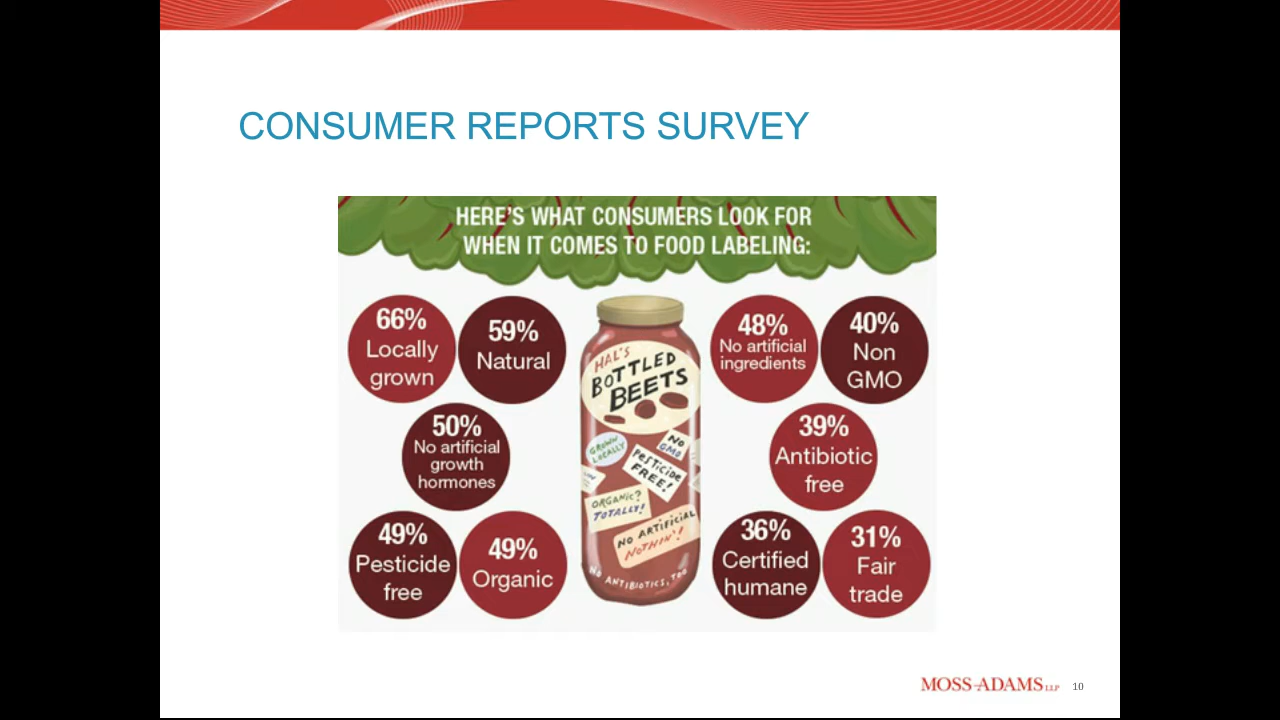 CONSUMER REPORTS SURVEY
HERE'S WHAT CONSUMERS LOOK FOR
WHEN IT COMES TO FOOD LABELING:
66%
Locally
grown
59%
Natural
50%
No artificial
growth
hormones
49%
Pesticide
free
49%
Organic
HAL'S
BOTTLED
BEETS
GROWN
LOCALLY
NO
GMO
PESTICIDE
FREE!
ORGANIC?
TOTALLY!
NO ARTIFICIAL
NOTHIN'!
NO ANTIBIOTICS, TOO
48%
No artificial
ingredients
40%
Non
GMO
39%
Antibiotic
free
36%
Certified
humane
31%
Fair
trade
MOSS-ADAMS LLP
10